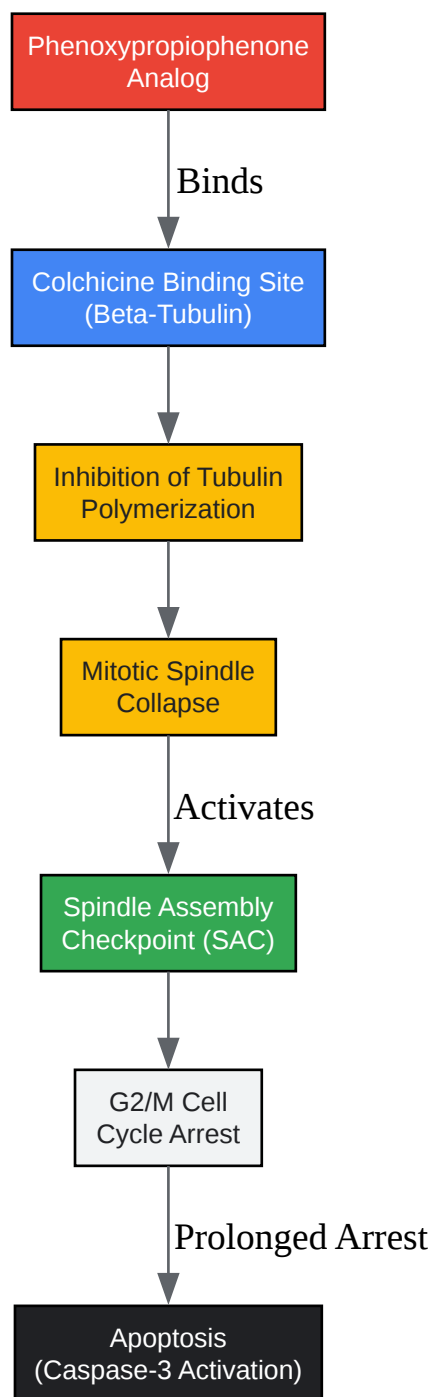 Phenoxypropiophenone
Analog
Binds
Colchicine Binding Site
(Beta-Tubulin)
Inhibition of Tubulin
Polymerization
Mitotic Spindle
Collapse
Activates
Spindle Assembly
Checkpoint (SAC)
G2/M Cell
Cycle Arrest
Prolonged Arrest
Apoptosis
(Caspase-3 Activation)